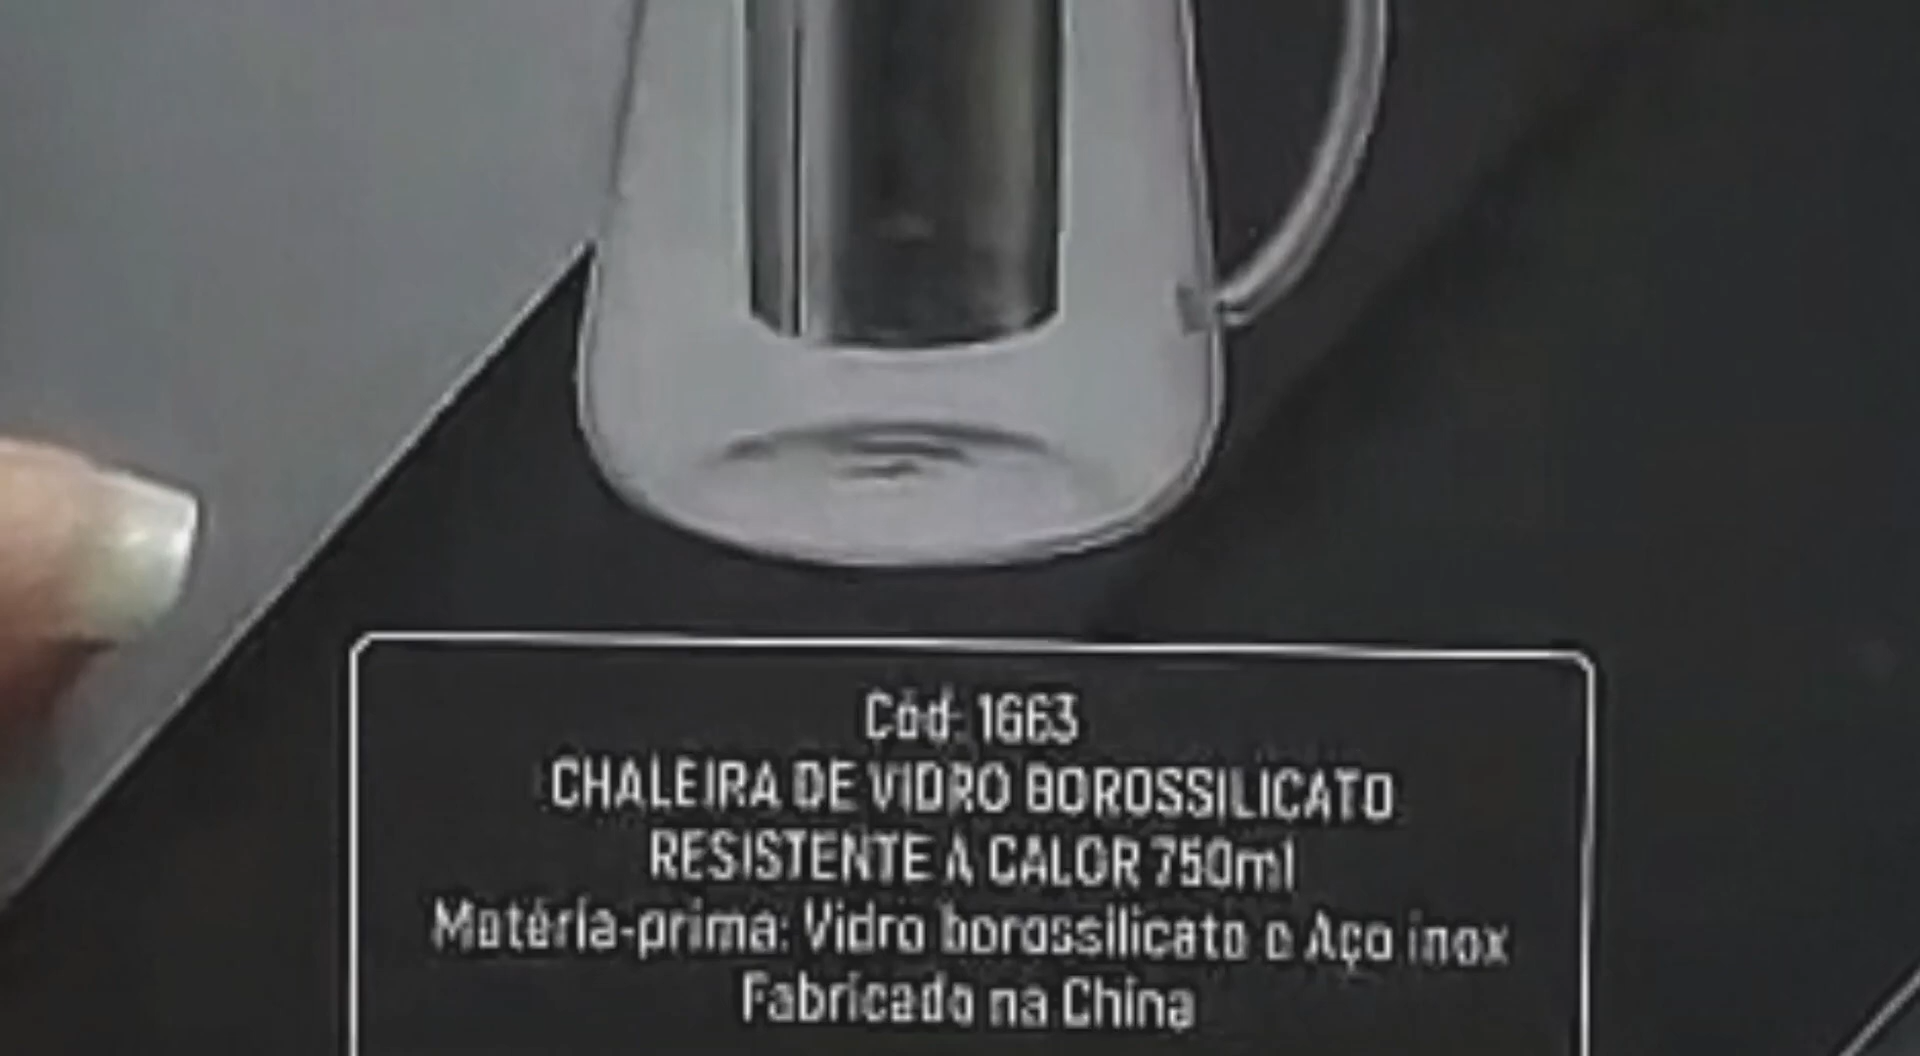 Cód: 1663
CHALEIRA DE VIDRO BOROSSILICATO
RESISTENTE A CALOR 750ml
Matéria-prima: Vidro borossilicato e Aço inox
Fabricado na China